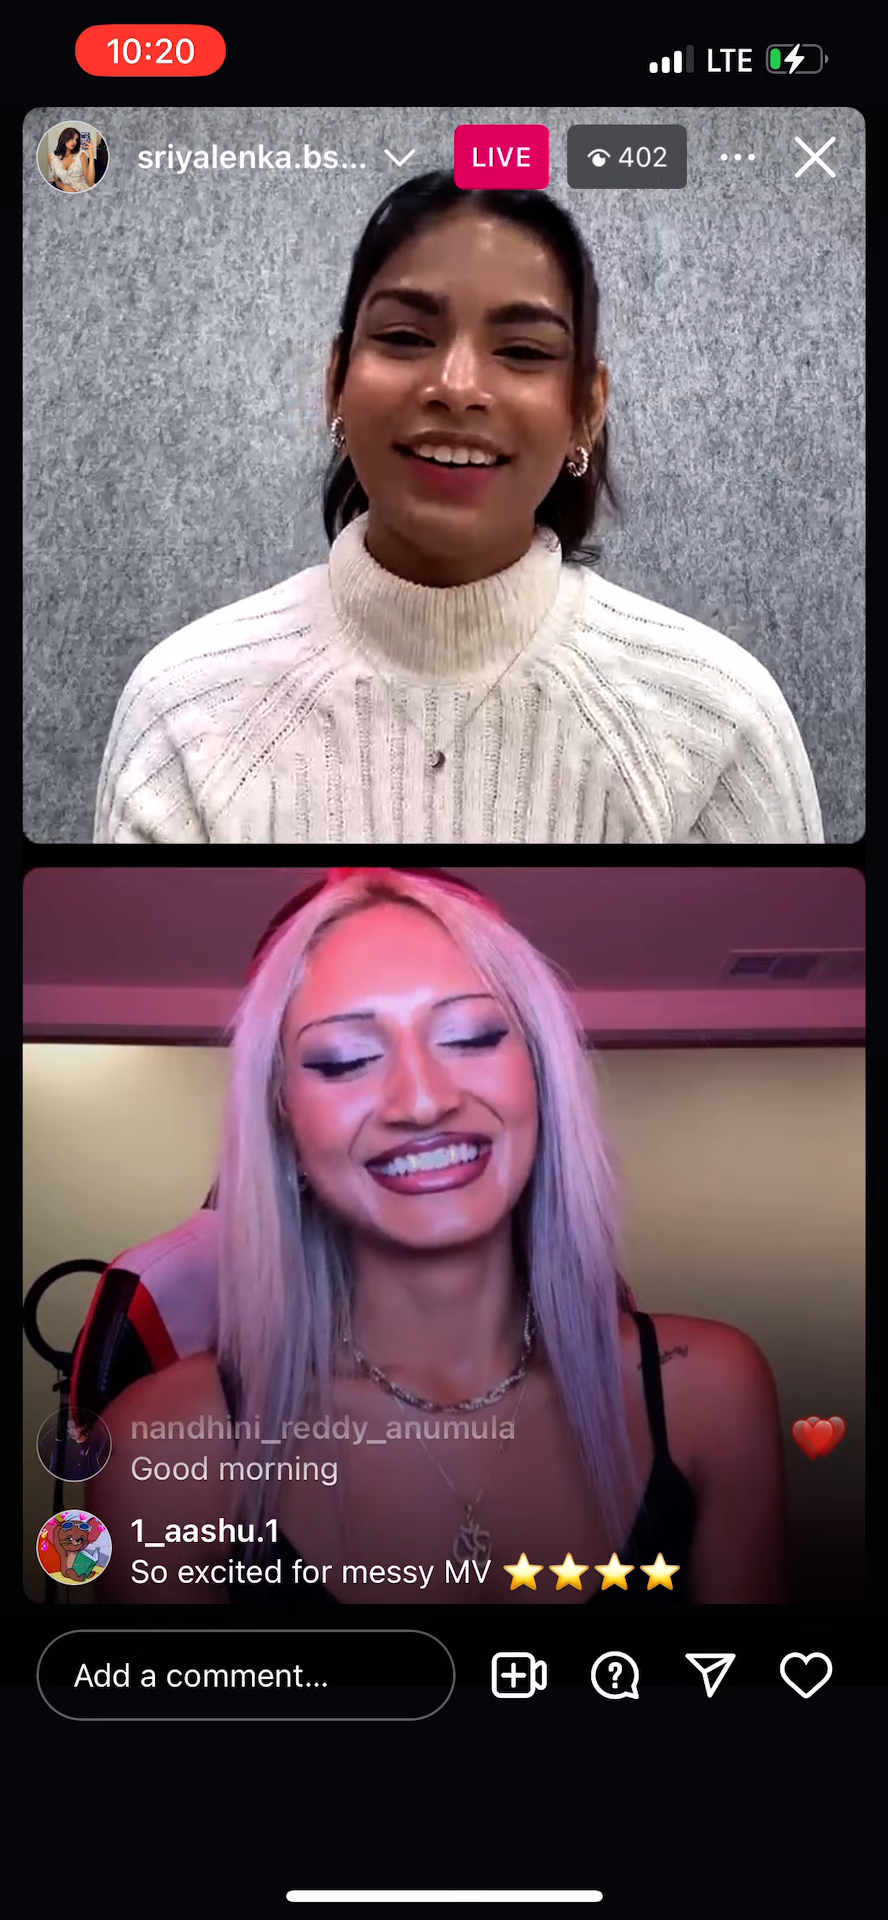 10:20
LTE
sriyalenka.bs...
LIVE
402
nandhini_reddy_anumula
Good morning
1_aashu.1
So excited for messy MV ⭐⭐⭐⭐
Add a comment...